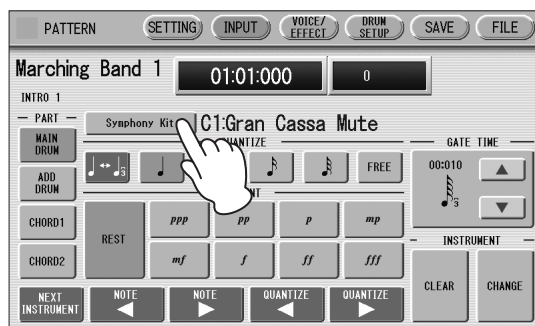 PATTERN SETTING INPUT VOICE/ EFFECT DRUM SETUP SAVE FILE
Marching Band 1 01:01:000 0
INTRO 1
PART Symphony Kit C1:Gran Cassa Mute
MAIN DRUM GATE TIME
3 FREE 00:010
ADD DRUM 3
CHORD1 REST ppp pp p mp
INSTRUMENT
CHORD2 mf f ff fff CLEAR CHANGE
NEXT INSTRUMENT NOTE NOTE QUANTIZE QUANTIZE